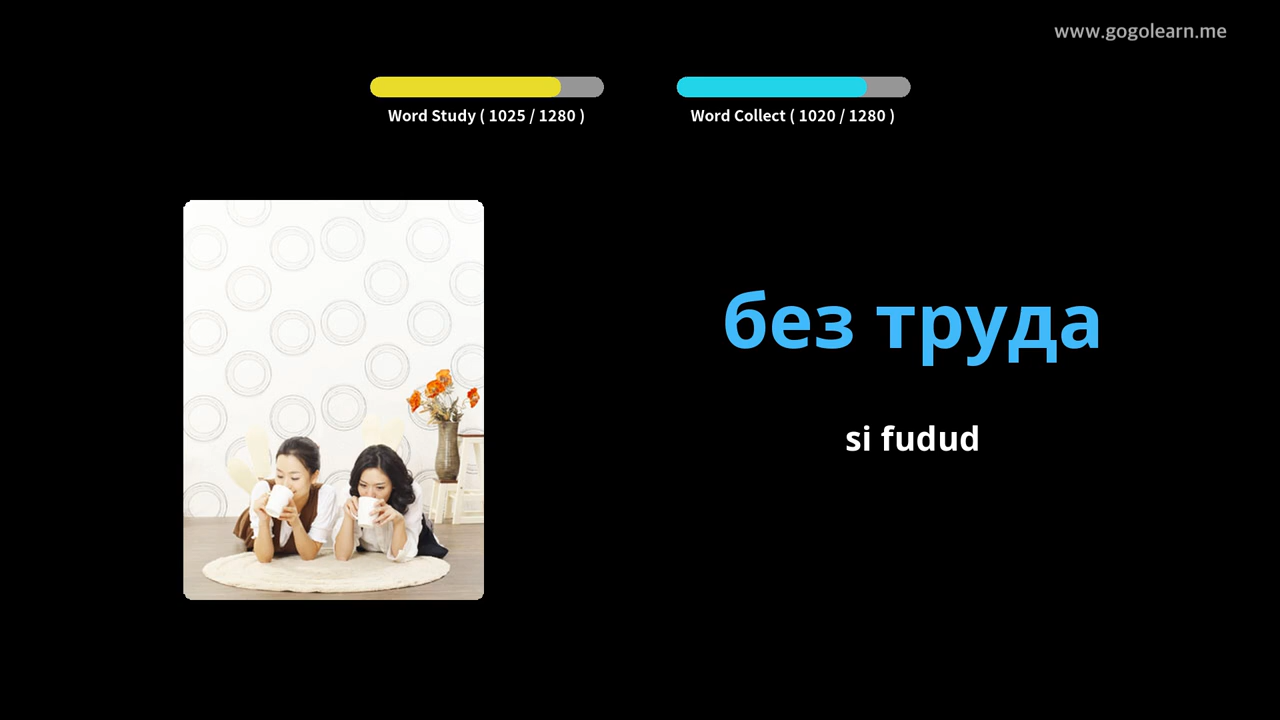 www.gogolearn.me
Word Study ( 1025 / 1280 )
Word Collect ( 1020 / 1280 )
без труда
si fudud